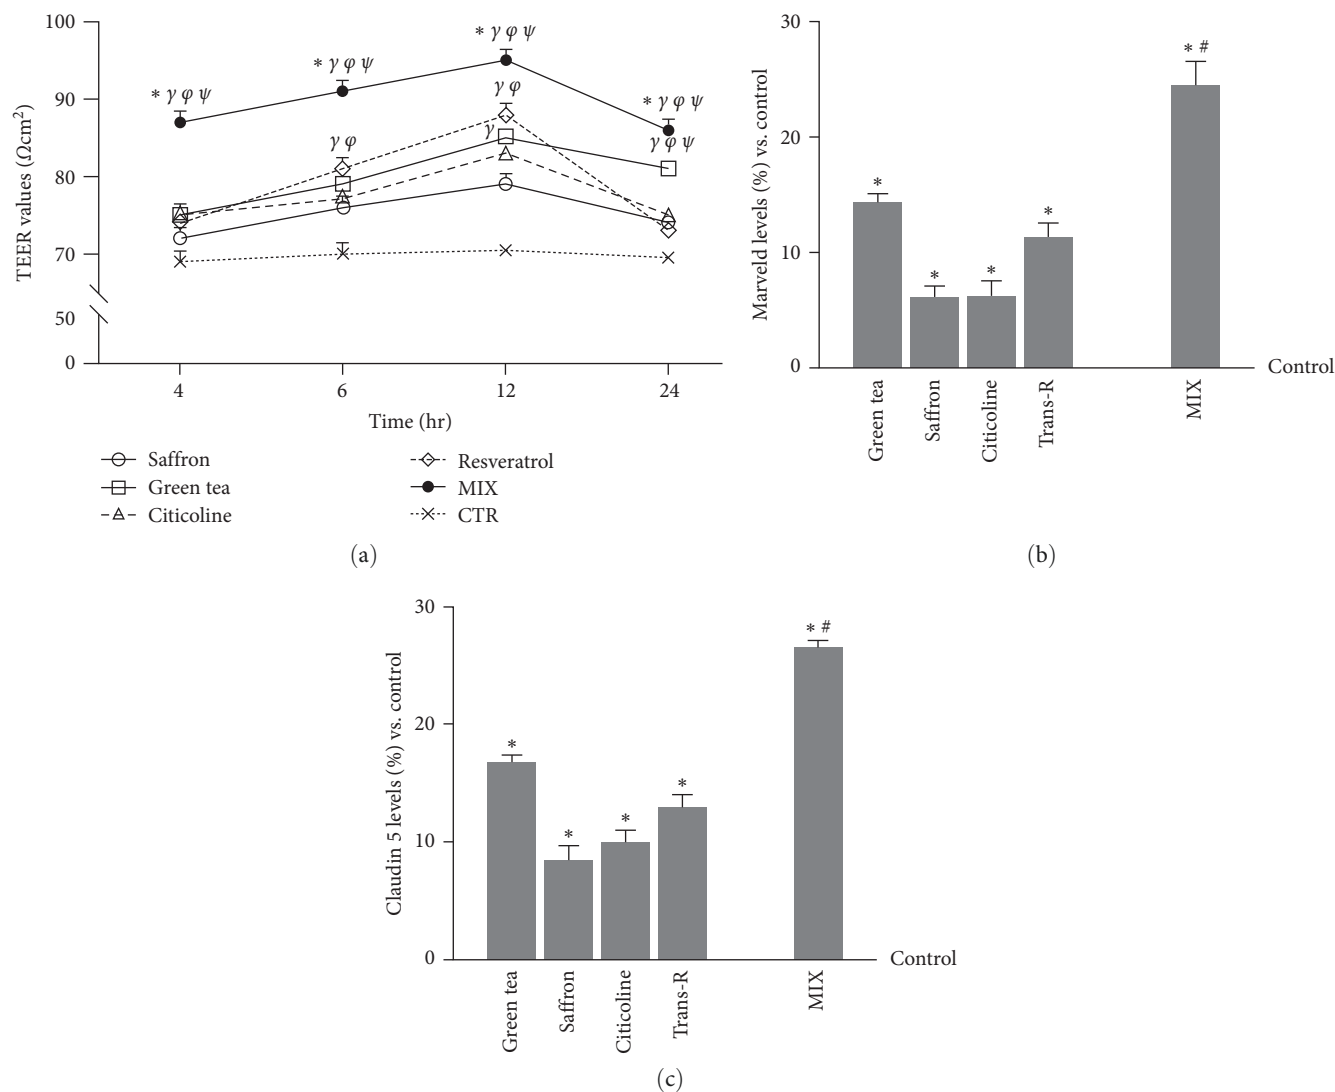 100
90
80
70
50
0
TEER values (Ωcm²)
* γ φ ψ
* γ φ ψ
* γ φ ψ
* γ φ ψ
γ φ
γ φ
γ
γ φ ψ
4
6
12
24
Time (hr)
Saffron
Green tea
Citicoline
Resveratrol
MIX
CTR
(a)
30
20
10
0
Marveld levels (%) vs. control
*
*
*
*
* #
Control
Green tea
Saffron
Citicoline
Trans-R
MIX
(b)
30
20
10
0
Claudin 5 levels (%) vs. control
*
*
*
*
* #
Control
Green tea
Saffron
Citicoline
Trans-R
MIX
(c)